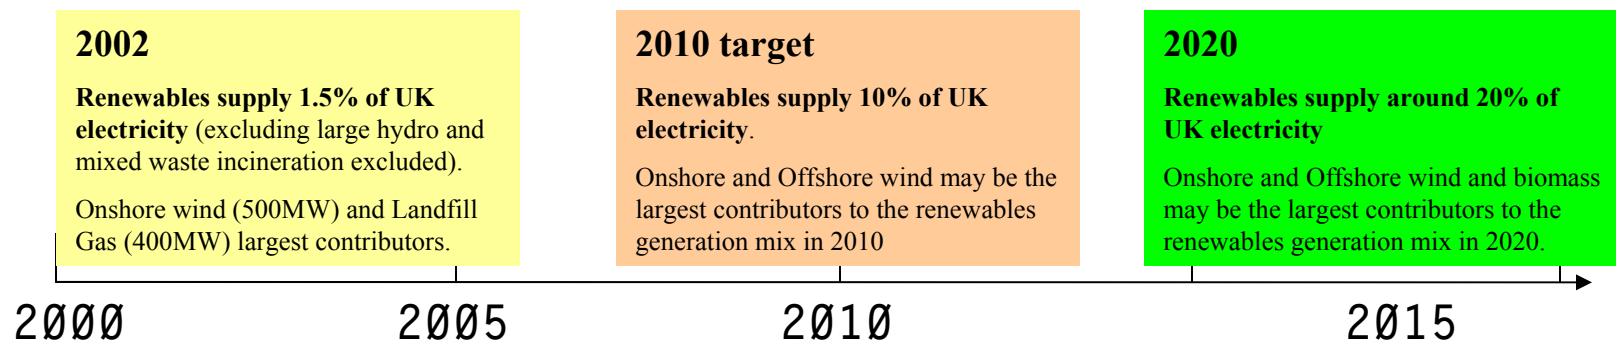 2002
Renewables supply 1.5% of UK
electricity (excluding large hydro and
mixed waste incineration excluded).
Onshore wind (500MW) and Landfill
Gas (400MW) largest contributors.
2010 target
Renewables supply 10% of UK
electricity.
Onshore and Offshore wind may be the
largest contributors to the renewables
generation mix in 2010
2020
Renewables supply around 20% of
UK electricity
Onshore and Offshore wind and biomass
may be the largest contributors to the
renewables generation mix in 2020.
2000 2005 2010 2015